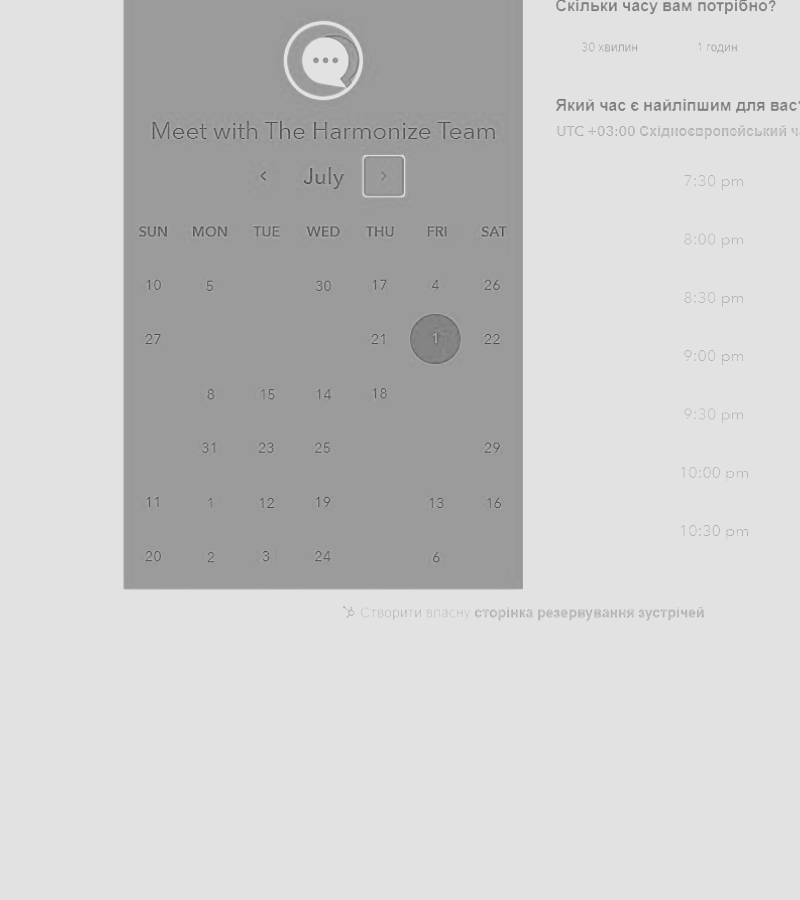 Скільки часу вам потрібно?
30 хвилин 1 годин
Meet with The Harmonize Team
July
SUN MON TUE WED THU FRI SAT
10 5 30 17 4 26
27 21 1 22
8 15 14 18
31 23 25 29
11 1 12 19 13 16
20 2 3 24 6
Який час є найліпшим для вас?
UTC +03:00 Східноєвропейський
7:30 pm
8:00 pm
8:30 pm
9:00 pm
9:30 pm
10:00 pm
10:30 pm
Створити власну сторінка резервування зустрічей